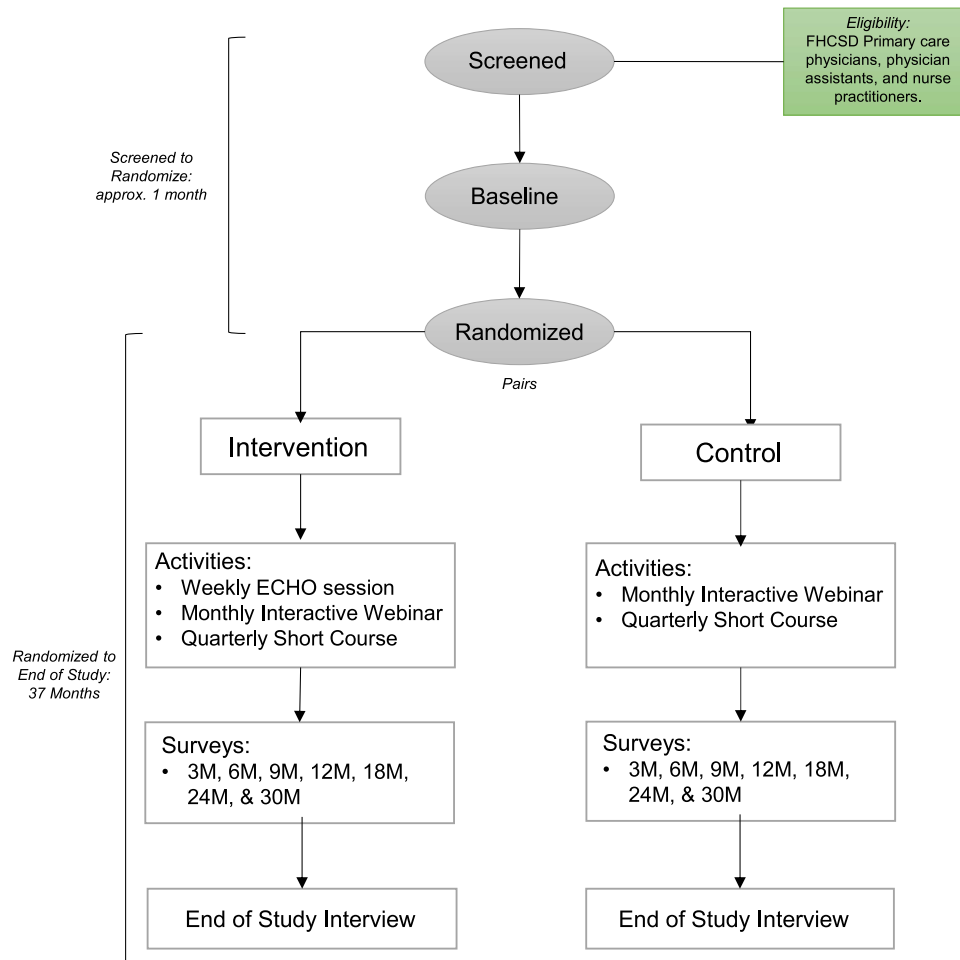 Eligibility:
FHCSD Primary care
physicians, physician
assistants, and nurse
practitioners.
Screened
Screened to
Randomize:
approx. 1 month
Baseline
Randomized
Pairs
Intervention
Control
Activities:
• Weekly ECHO session
• Monthly Interactive Webinar
• Quarterly Short Course
Activities:
• Monthly Interactive Webinar
• Quarterly Short Course
Randomized to
End of Study:
37 Months
Surveys:
• 3M, 6M, 9M, 12M, 18M,
24M, & 30M
Surveys:
• 3M, 6M, 9M, 12M, 18M,
24M, & 30M
End of Study Interview
End of Study Interview